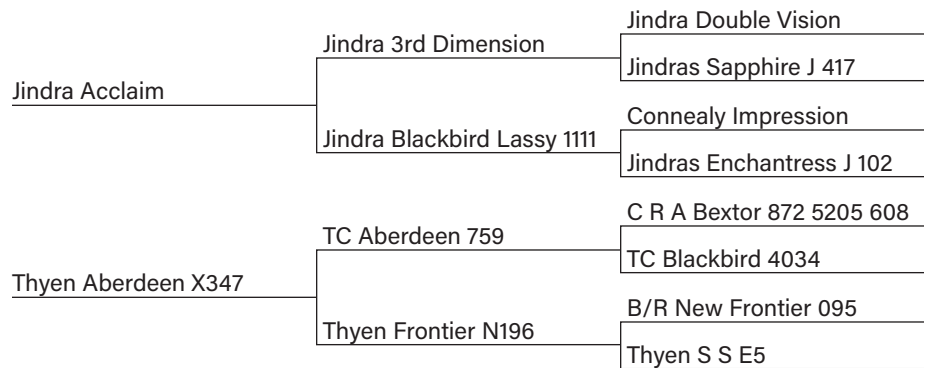 Jindra Double Vision
Jindra 3rd Dimension
Jindras Sapphire J 417
Jindra Acclaim
Connealy Impression
Jindra Blackbird Lassy 1111
Jindras Enchantress J 102
C R A Bextor 872 5205 608
TC Aberdeen 759
TC Blackbird 4034
Thyen Aberdeen X347
B/R New Frontier 095
Thyen Frontier N196
Thyen S S E5